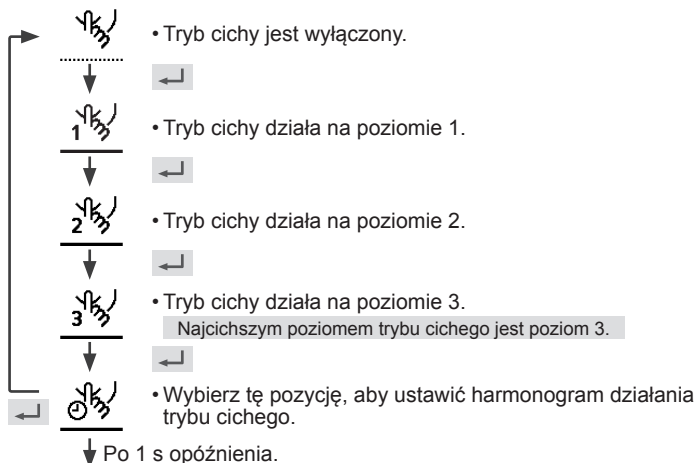 • Tryb cichy jest wyłączony.
1
• Tryb cichy działa na poziomie 1.
2
• Tryb cichy działa na poziomie 2.
3
• Tryb cichy działa na poziomie 3.
Najcichszym poziomem trybu cichego jest poziom 3.
• Wybierz tę pozycję, aby ustawić harmonogram działania
trybu cichego.
Po 1 s opóźnienia.